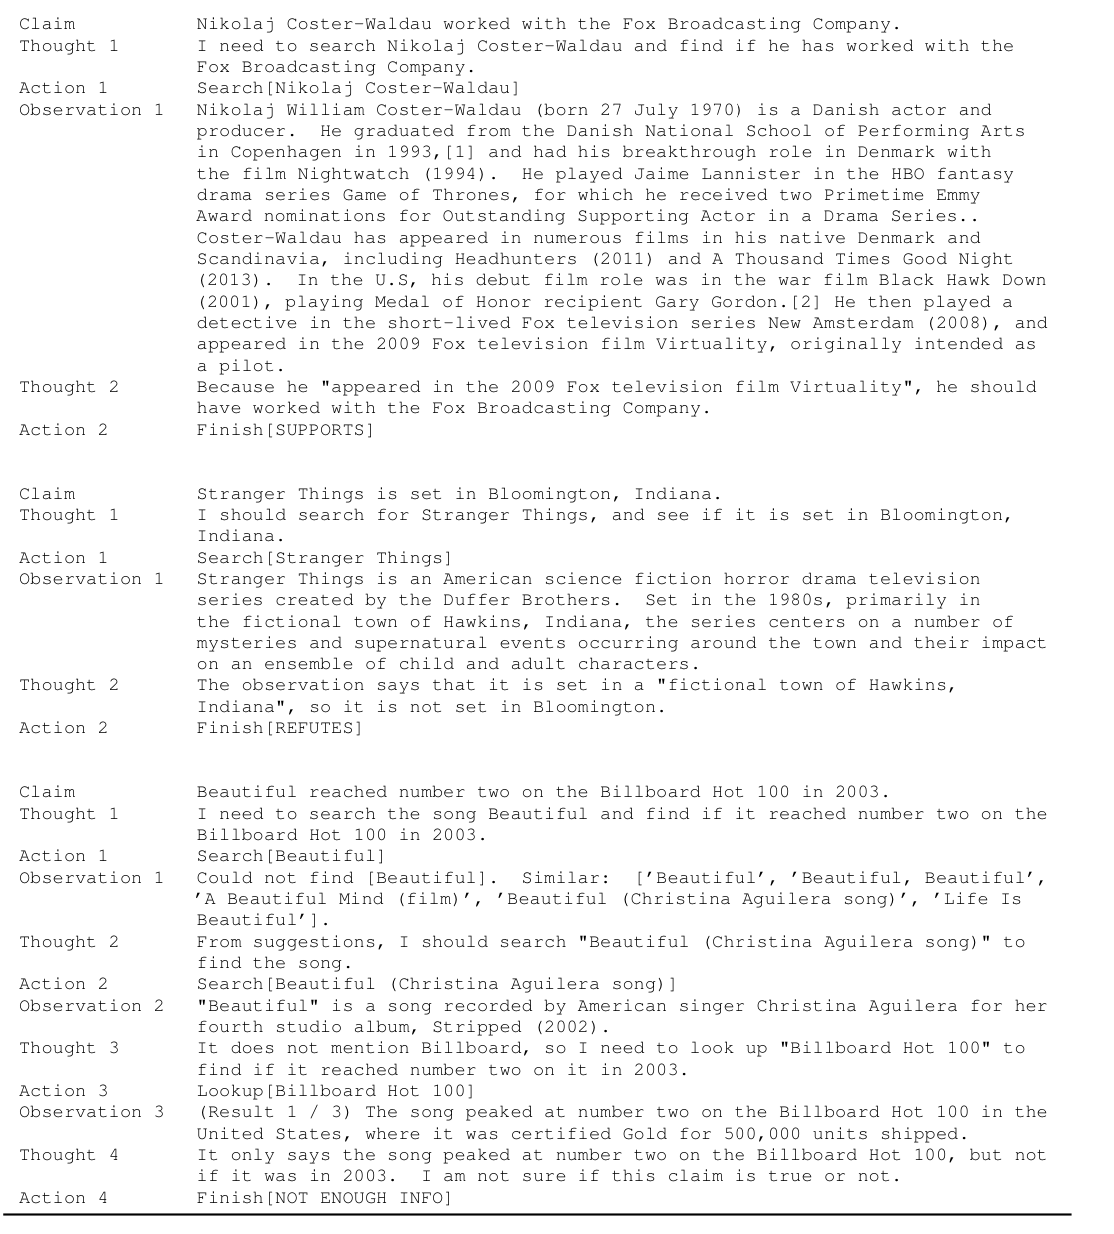 Claim Nikolaj Coster-Waldau worked with the Fox Broadcasting Company.
Thought 1 I need to search Nikolaj Coster-Waldau and find if he has worked with the
Fox Broadcasting Company.
Action 1 Search[Nikolaj Coster-Waldau]
Observation 1 Nikolaj William Coster-Waldau (born 27 July 1970) is a Danish actor and
producer. He graduated from the Danish National School of Performing Arts
in Copenhagen in 1993,[1] and had his breakthrough role in Denmark with
the film Nightwatch (1994). He played Jaime Lannister in the HBO fantasy
drama series Game of Thrones, for which he received two Primetime Emmy
Award nominations for Outstanding Supporting Actor in a Drama Series..
Coster-Waldau has appeared in numerous films in his native Denmark and
Scandinavia, including Headhunters (2011) and A Thousand Times Good Night
(2013). In the U.S, his debut film role was in the war film Black Hawk Down
(2001), playing Medal of Honor recipient Gary Gordon.[2] He then played a
detective in the short-lived Fox television series New Amsterdam (2008), and
appeared in the 2009 Fox television film Virtuality, originally intended as
a pilot.
Thought 2 Because he "appeared in the 2009 Fox television film Virtuality", he should
have worked with the Fox Broadcasting Company.
Action 2 Finish[SUPPORTS]
Claim Stranger Things is set in Bloomington, Indiana.
Thought 1 I should search for Stranger Things, and see if it is set in Bloomington,
Indiana.
Action 1 Search[Stranger Things]
Observation 1 Stranger Things is an American science fiction horror drama television
series created by the Duffer Brothers. Set in the 1980s, primarily in
the fictional town of Hawkins, Indiana, the series centers on a number of
mysteries and supernatural events occurring around the town and their impact
on an ensemble of child and adult characters.
Thought 2 The observation says that it is set in a "fictional town of Hawkins,
Indiana", so it is not set in Bloomington.
Action 2 Finish[REFUTES]
Claim Beautiful reached number two on the Billboard Hot 100 in 2003.
Thought 1 I need to search the song Beautiful and find if it reached number two on the
Billboard Hot 100 in 2003.
Action 1 Search[Beautiful]
Observation 1 Could not find [Beautiful]. Similar: [’Beautiful’, ’Beautiful, Beautiful’,
’A Beautiful Mind (film)’, ’Beautiful (Christina Aguilera song)’, ’Life Is
Beautiful’].
Thought 2 From suggestions, I should search "Beautiful (Christina Aguilera song)" to
find the song.
Action 2 Search[Beautiful (Christina Aguilera song)]
Observation 2 "Beautiful" is a song recorded by American singer Christina Aguilera for her
fourth studio album, Stripped (2002).
Thought 3 It does not mention Billboard, so I need to look up "Billboard Hot 100" to
find if it reached number two on it in 2003.
Action 3 Lookup[Billboard Hot 100]
Observation 3 (Result 1 / 3) The song peaked at number two on the Billboard Hot 100 in the
United States, where it was certified Gold for 500,000 units shipped.
Thought 4 It only says the song peaked at number two on the Billboard Hot 100, but not
if it was in 2003. I am not sure if this claim is true or not.
Action 4 Finish[NOT ENOUGH INFO]